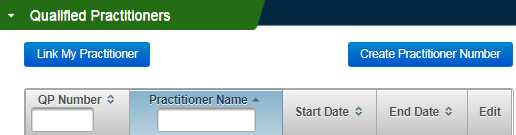 Qualified Practitioners
Link My Practitioner Create Practitioner Number
QP Number Practitioner Name Start Date End Date Edit